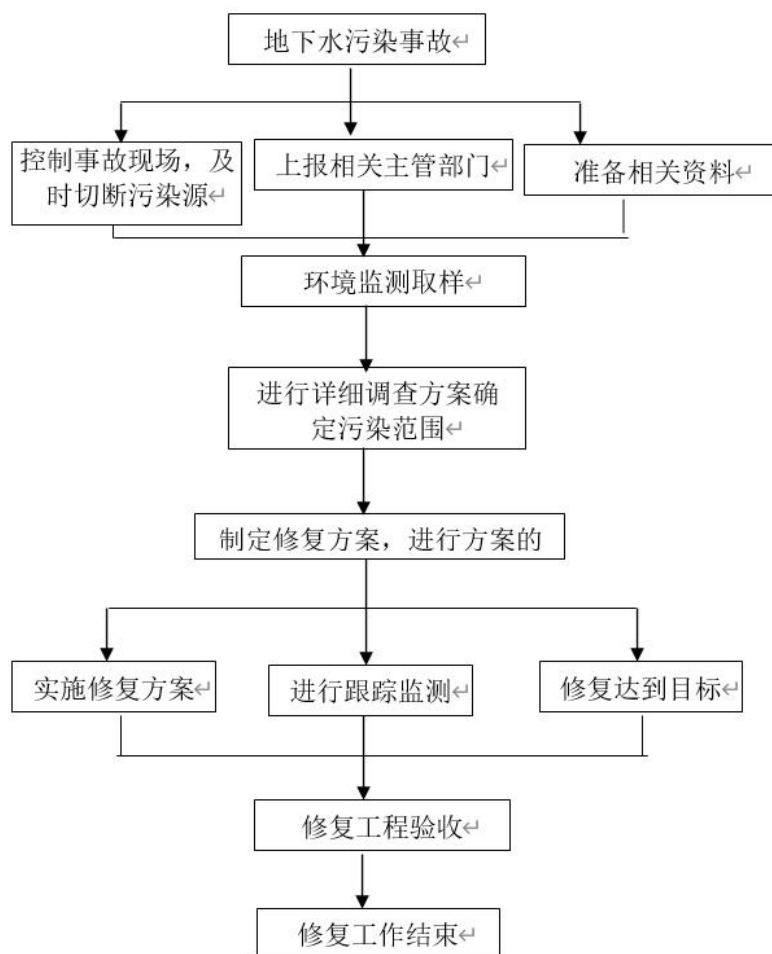 地下水污染事故
控制事故现场，及
时切断污染源
上报相关主管部门
准备相关资料
环境监测取样
进行详细调查方案确
定污染范围
制定修复方案，进行方案的
实施修复方案
进行跟踪监测
修复达到目标
修复工程验收
修复工作结束